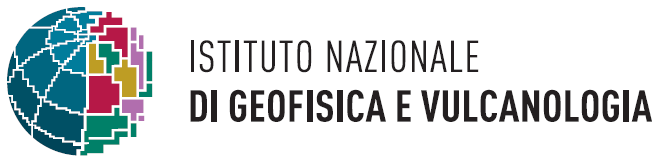 ISTITUTO NAZIONALE
DI GEOFISICA E VULCANOLOGIA